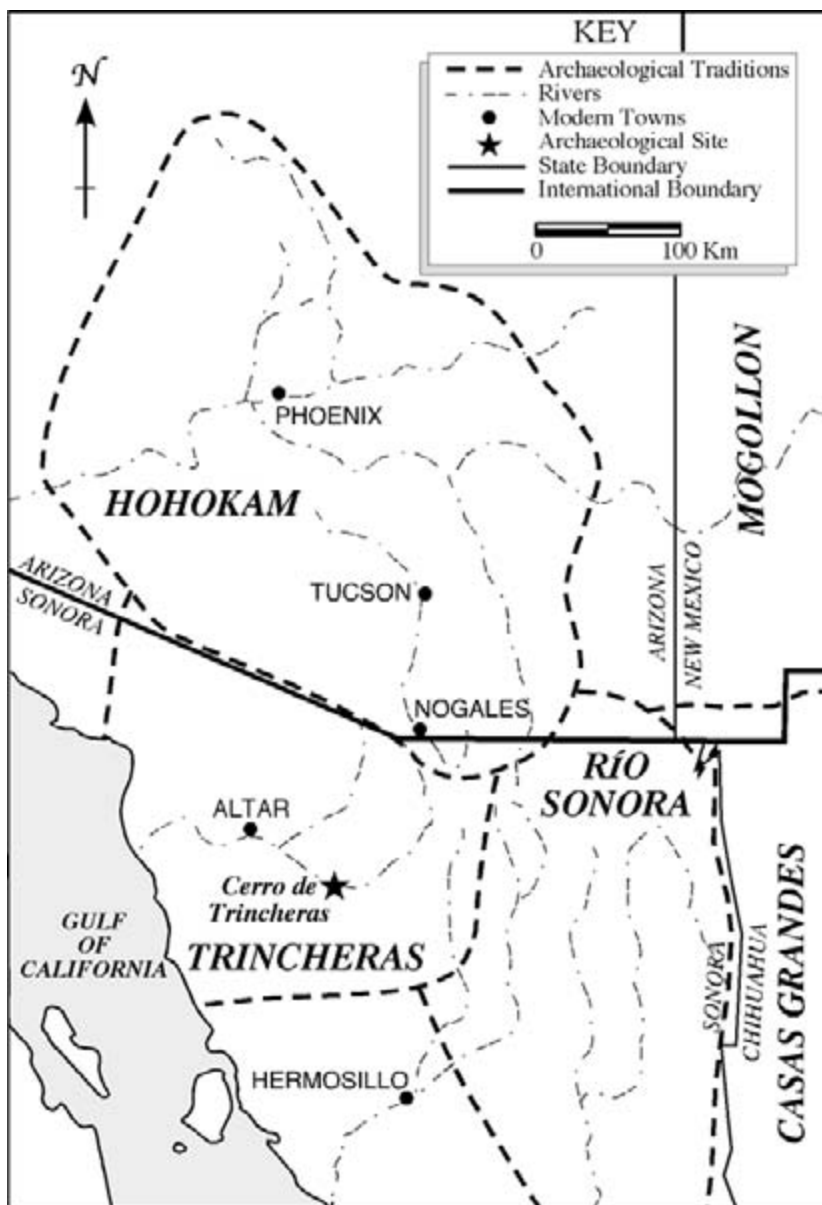 KEY
Archaeological Traditions
Rivers
Modern Towns
Archaeological Site
State Boundary
International Boundary
0 100 Km
N
MOGOLLON
PHOENIX
HOHOKAM
ARIZONA
SONORA
TUCSON
ARIZONA
NEW MEXICO
NOGALES
RÍO
SONORA
ALTAR
Cerro de
Trincheras
TRINCHERAS
GULF
OF
CALIFORNIA
SONORA
CHIHUAHUA
CASAS GRANDES
HERMOSILLO